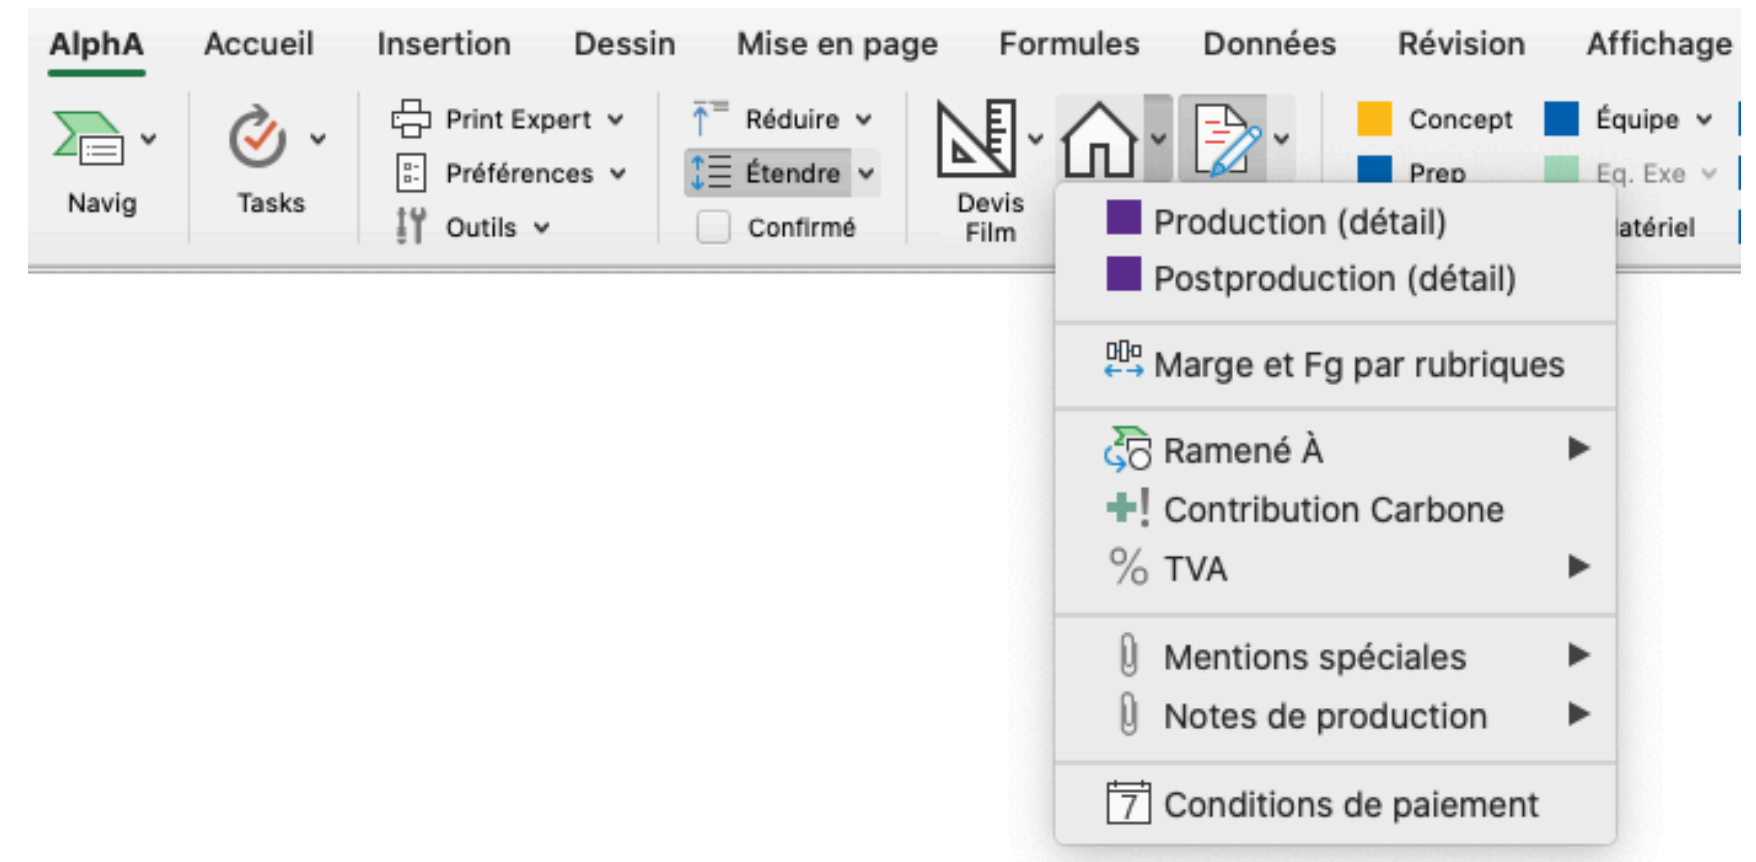 AlphA Accueil Insertion Dessin Mise en page Formules Données Révision Affichage
Print Expert Réduire Concept Équipe
Préférences Étendre Prep Eq. Exe
Navig Tasks Devis
Outils Confirmé Film atériel
Production (détail)
Postproduction (détail)
Marge et Fg par rubriques
Ramené À
Contribution Carbone
% TVA
Mentions spéciales
Notes de production
7 Conditions de paiement